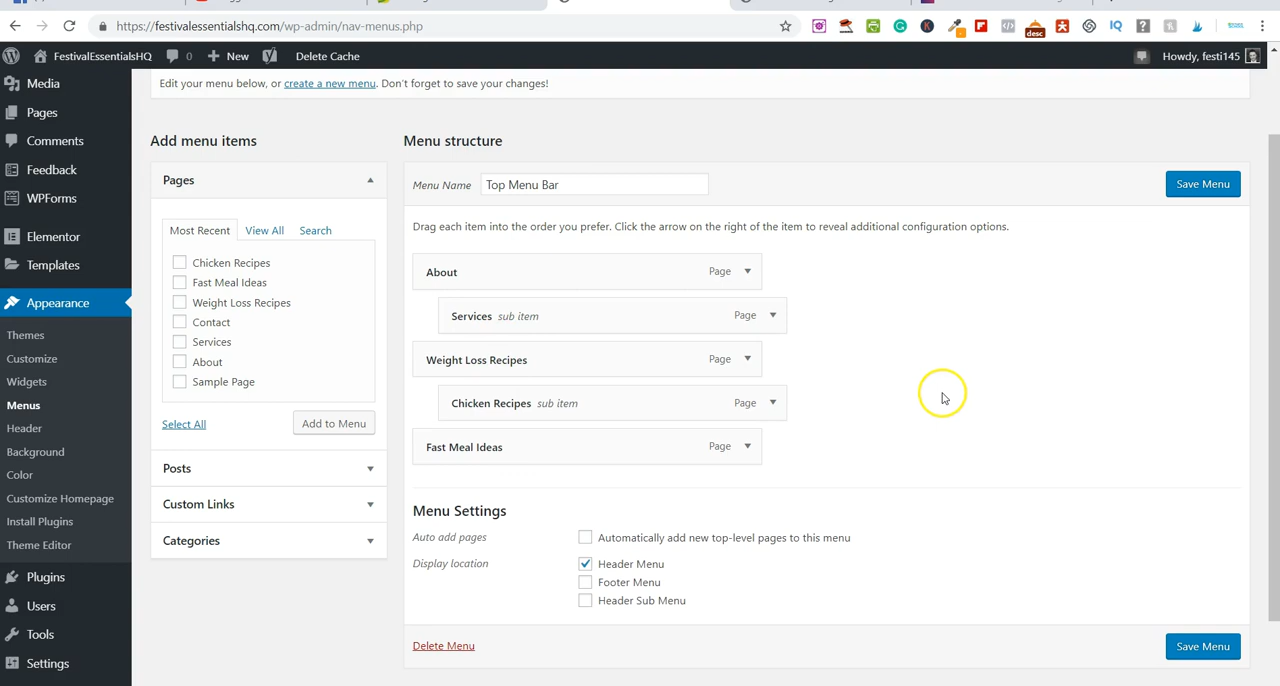 https://festivalessentialshq.com/wp-admin/nav-menus.php
desc
IQ
FestivalEssentialsHQ
0
New
Delete Cache
Howdy, festi145
Media
Pages
Comments
Feedback
WPForms
Elementor
Templates
Appearance
Themes
Customize
Widgets
Menus
Header
Background
Color
Customize Homepage
Install Plugins
Theme Editor
Plugins
Users
Tools
Settings
Edit your menu below, or create a new menu. Don't forget to save your changes!
Add menu items
Pages
Most Recent View All Search
Chicken Recipes
Fast Meal Ideas
Weight Loss Recipes
Contact
Services
About
Sample Page
Select All
Add to Menu
Posts
Custom Links
Categories
Menu structure
Menu Name Top Menu Bar
Save Menu
Drag each item into the order you prefer. Click the arrow on the right of the item to reveal additional configuration options.
About Page
Services sub item Page
Weight Loss Recipes Page
Chicken Recipes sub item Page
Fast Meal Ideas Page
Menu Settings
Auto add pages Automatically add new top-level pages to this menu
Display location Header Menu
Footer Menu
Header Sub Menu
Delete Menu
Save Menu